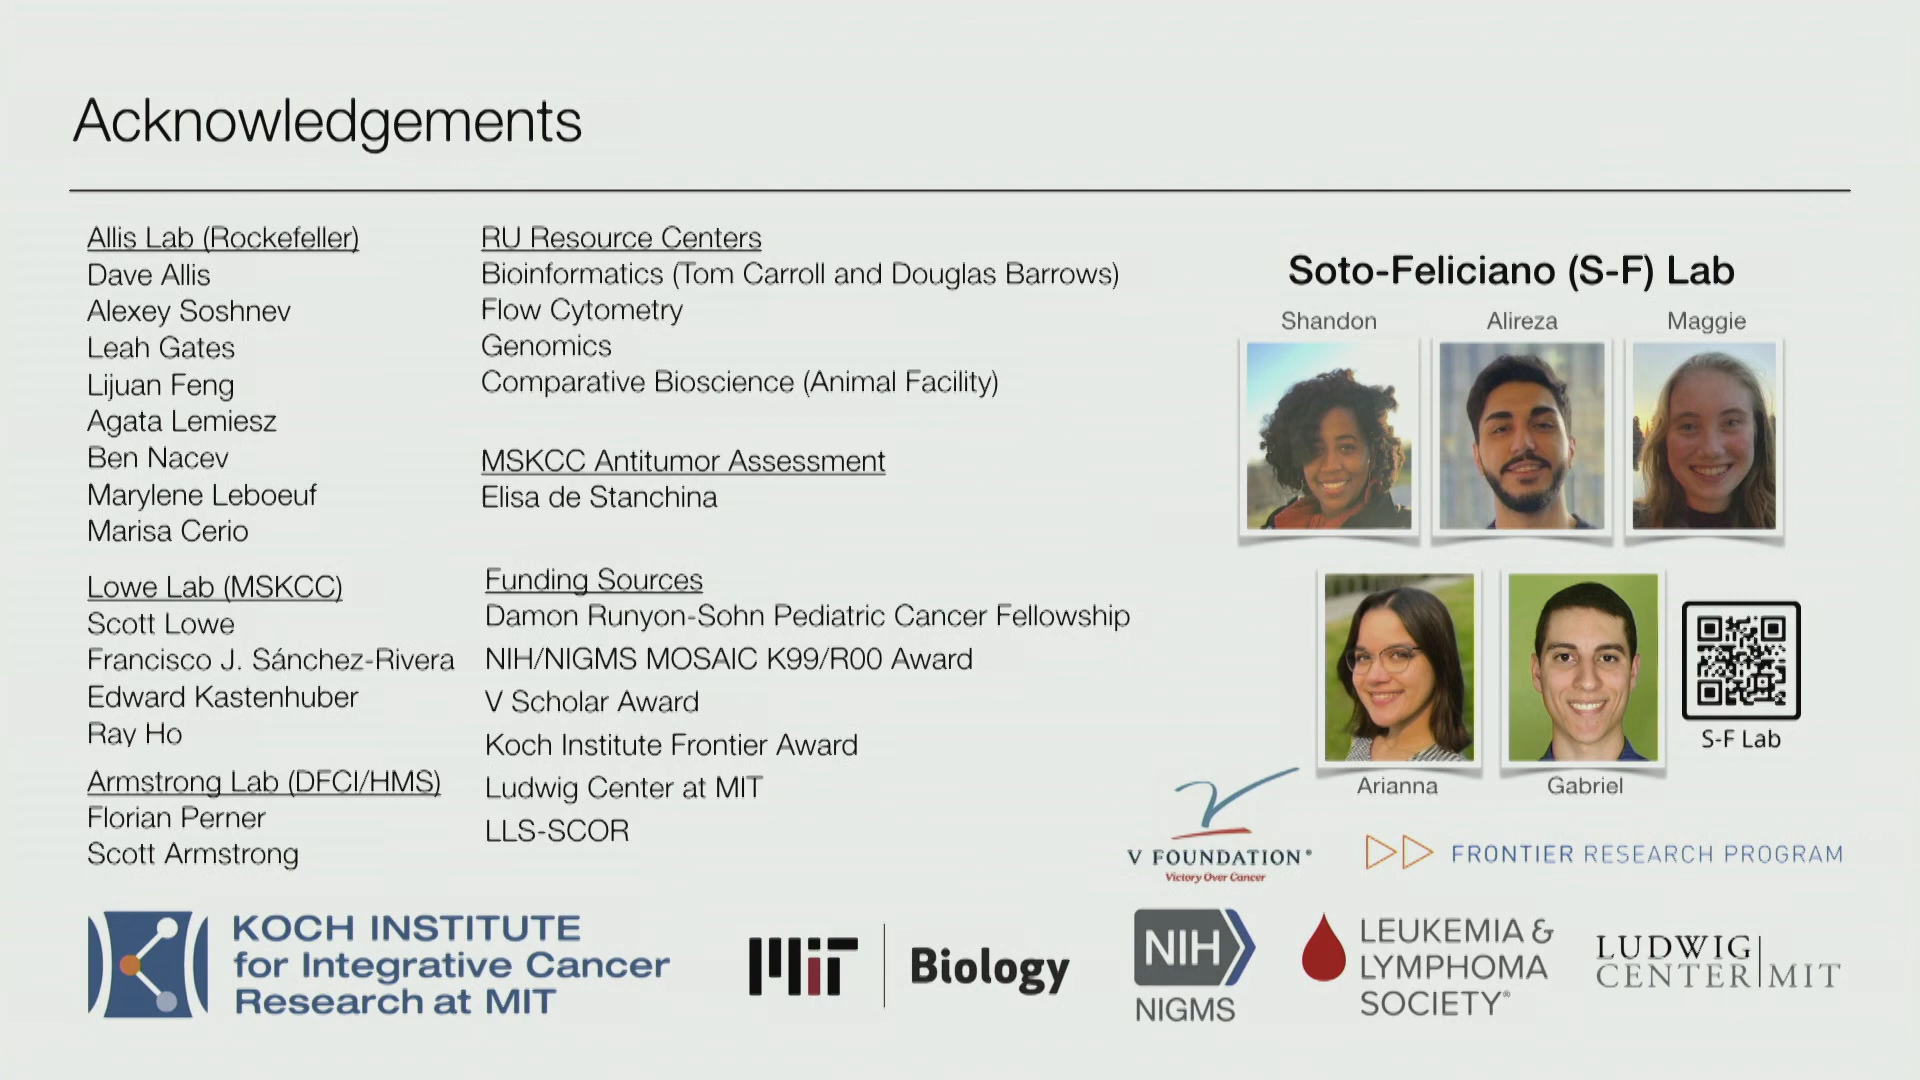 Acknowledgements
Allis Lab (Rockefeller)
Dave Allis
Alexey Soshnev
Leah Gates
Lijuan Feng
Agata Lemiesz
Ben Nacev
Marylene Leboeuf
Marisa Cerio
Lowe Lab (MSKCC)
Scott Lowe
Francisco J. Sánchez-Rivera
Edward Kastenhuber
Ray Ho
Armstrong Lab (DFCI/HMS)
Florian Perner
Scott Armstrong
RU Resource Centers
Bioinformatics (Tom Carroll and Douglas Barrows)
Flow Cytometry
Genomics
Comparative Bioscience (Animal Facility)
MSKCC Antitumor Assessment
Elisa de Stanchina
Funding Sources
Damon Runyon-Sohn Pediatric Cancer Fellowship
NIH/NIGMS MOSAIC K99/R00 Award
V Scholar Award
Koch Institute Frontier Award
Ludwig Center at MIT
LLS-SCOR
Soto-Feliciano (S-F) Lab
Shandon
Alireza
Maggie
Arianna
Gabriel
S-F Lab
V FOUNDATION®
Victory Over Cancer
FRONTIER RESEARCH PROGRAM
KOCH INSTITUTE
for Integrative Cancer
Research at MIT
MIT
Biology
NIH
NIGMS
LEUKEMIA &
LYMPHOMA
SOCIETY®
LUDWIG
CENTER MIT